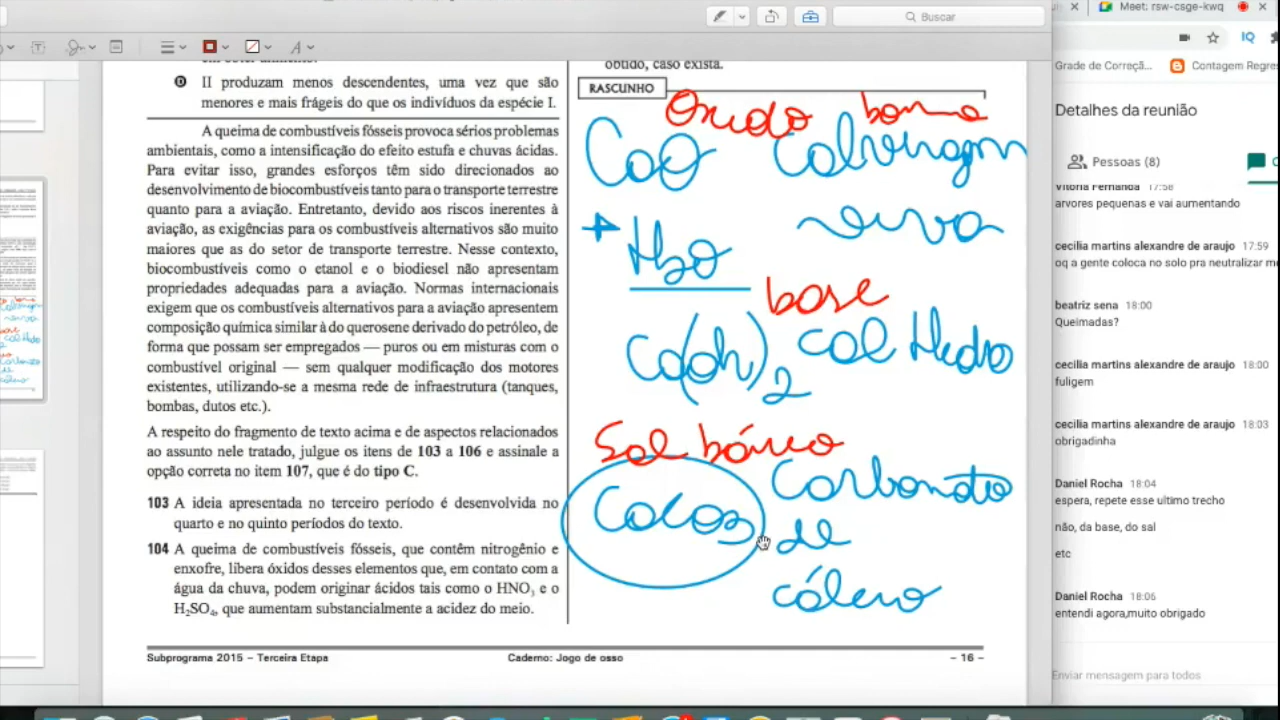 Meet: rsw-csge-kwq
Buscar
IQ
Grade de Correçã...
Contagem Regres
II produzam menos descendentes, uma vez que são
menores e mais frágeis do que os indivíduos da espécie I.
A queima de combustíveis fósseis provoca sérios problemas
ambientais, como a intensificação do efeito estufa e chuvas ácidas.
Para evitar isso, grandes esforços têm sido direcionados ao
desenvolvimento de biocombustíveis tanto para o transporte terrestre
quanto para a aviação. Entretanto, devido aos riscos inerentes à
aviação, as exigências para os combustíveis alternativos são muito
maiores que as do setor de transporte terrestre. Nesse contexto,
biocombustíveis como o etanol e o biodiesel não apresentam
propriedades adequadas para a aviação. Normas internacionais
exigem que os combustíveis alternativos para a aviação apresentem
composição química similar à do querosene derivado do petróleo, de
forma que possam ser empregados — puros ou em misturas com o
combustível original — sem qualquer modificação dos motores
existentes, utilizando-se a mesma rede de infraestrutura (tanques,
bombas, dutos etc.).
A respeito do fragmento de texto acima e de aspectos relacionados
ao assunto nele tratado, julgue os itens de 103 a 106 e assinale a
opção correta no item 107, que é do tipo C.
103 A ideia apresentada no terceiro período é desenvolvida no
quarto e no quinto períodos do texto.
104 A queima de combustíveis fósseis, que contêm nitrogênio e
enxofre, libera óxidos desses elementos que, em contato com a
água da chuva, podem originar ácidos tais como o HNO₃ e o
H₂SO₄, que aumentam substancialmente a acidez do meio.
obtido, caso exista.
RASCUNHO
CaO
+ H2O
base
Ca(OH)2 Cal Hidra
Sal básico
CaCO3 Carbonato
de
cálcio
Subprograma 2015 – Terceira Etapa
Caderno: Jogo de osso
– 16 –
Detalhes da reunião
Pessoas (8)
Vitória Fernanda 17:58
arvores pequenas e vai aumentando
cecilia martins alexandre de araujo 17:59
oq a gente coloca no solo pra neutralizar m
beatriz sena 18:00
Queimadas?
cecilia martins alexandre de araujo 18:00
fuligem
cecilia martins alexandre de araujo 18:03
obrigadinha
Daniel Rocha 18:04
espera, repete esse ultimo trecho
não, da base, do sal
etc
Daniel Rocha 18:06
entendi agora,muito obrigado
Enviar mensagem para todos